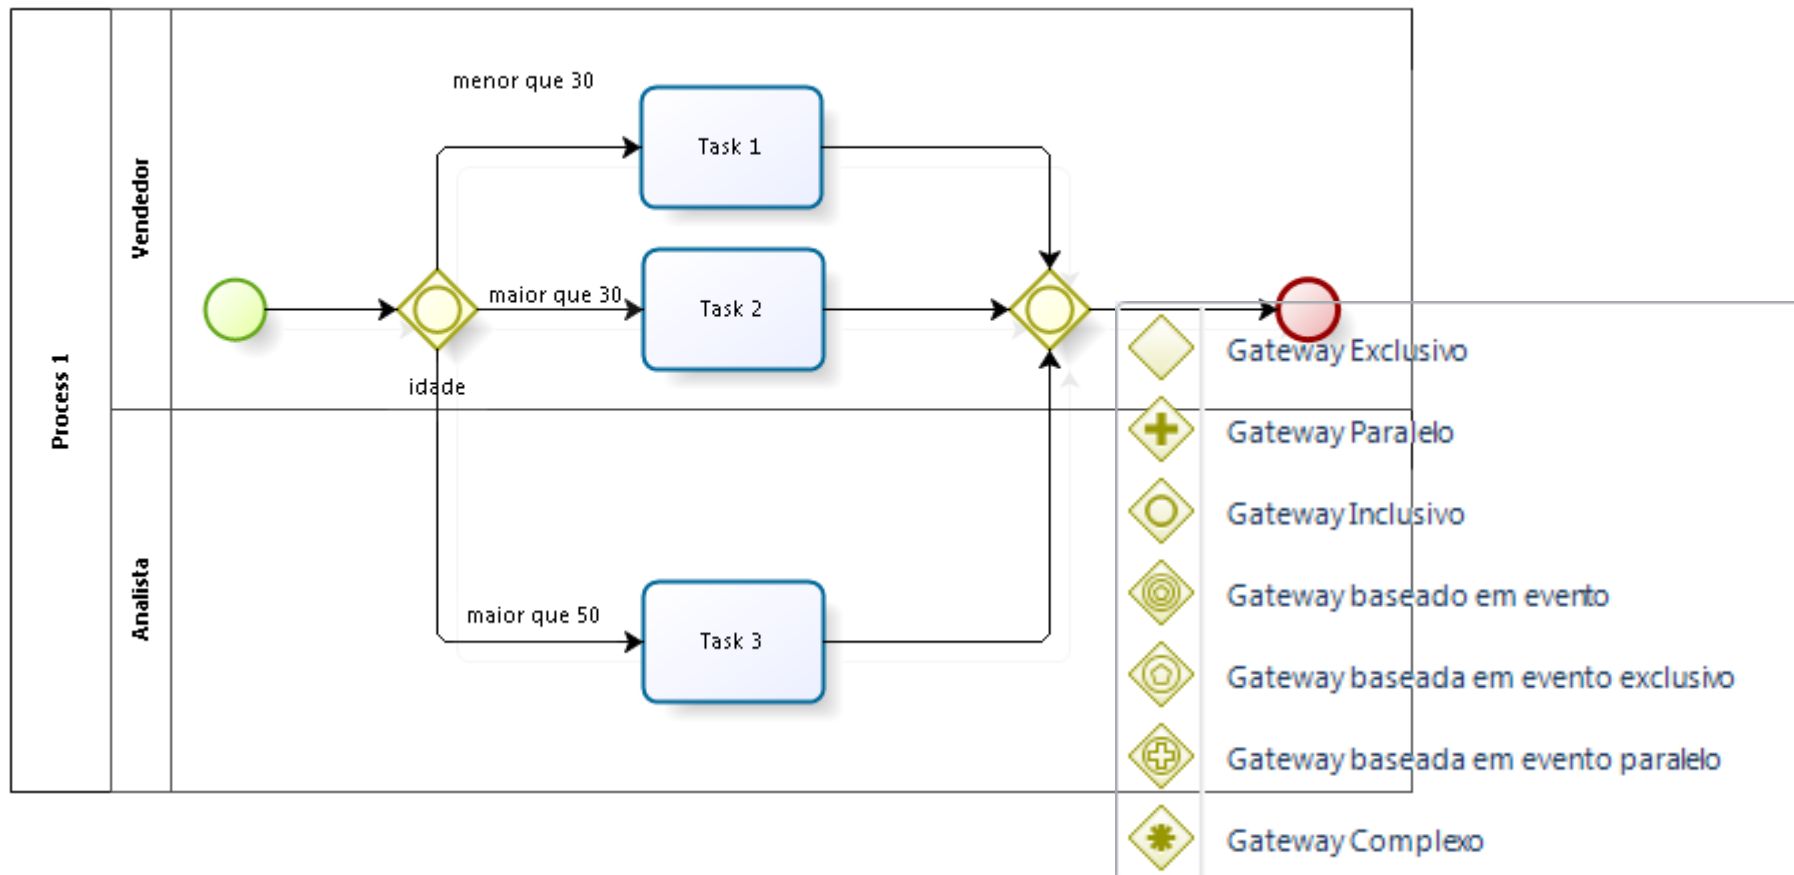 Process 1
Vendedor
menor que 30
Task 1
maior que 30
Task 2
idade
Analista
maior que 50
Task 3
Gateway Exclusivo
Gateway Paralelo
Gateway Inclusivo
Gateway baseado em evento
Gateway baseada em evento exclusivo
Gateway baseada em evento paralelo
Gateway Complexo